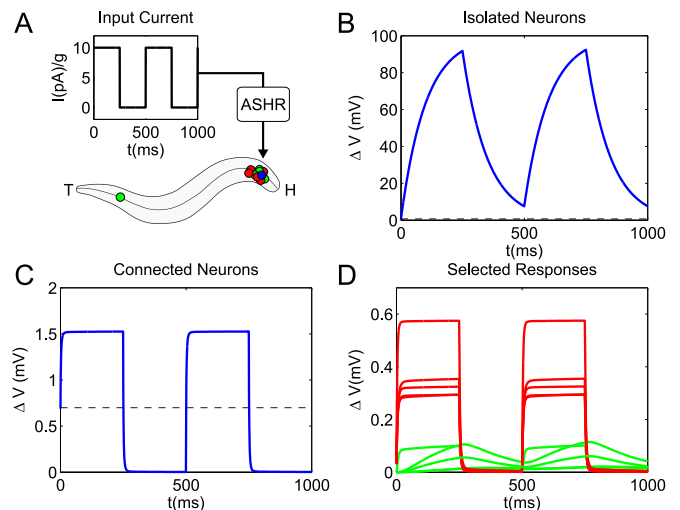 A
Input Current
I(pA)/g
10
5
0
0
500
1000
t(ms)
ASHR
T
H
B
Isolated Neurons
Δ V (mV)
100
80
60
40
20
0
0
500
1000
t(ms)
C
Connected Neurons
Δ V (mV)
2
1.5
1
0.5
0
0
500
1000
t(ms)
D
Selected Responses
Δ V(mV)
0.6
0.4
0.2
0
0
500
1000
t(ms)